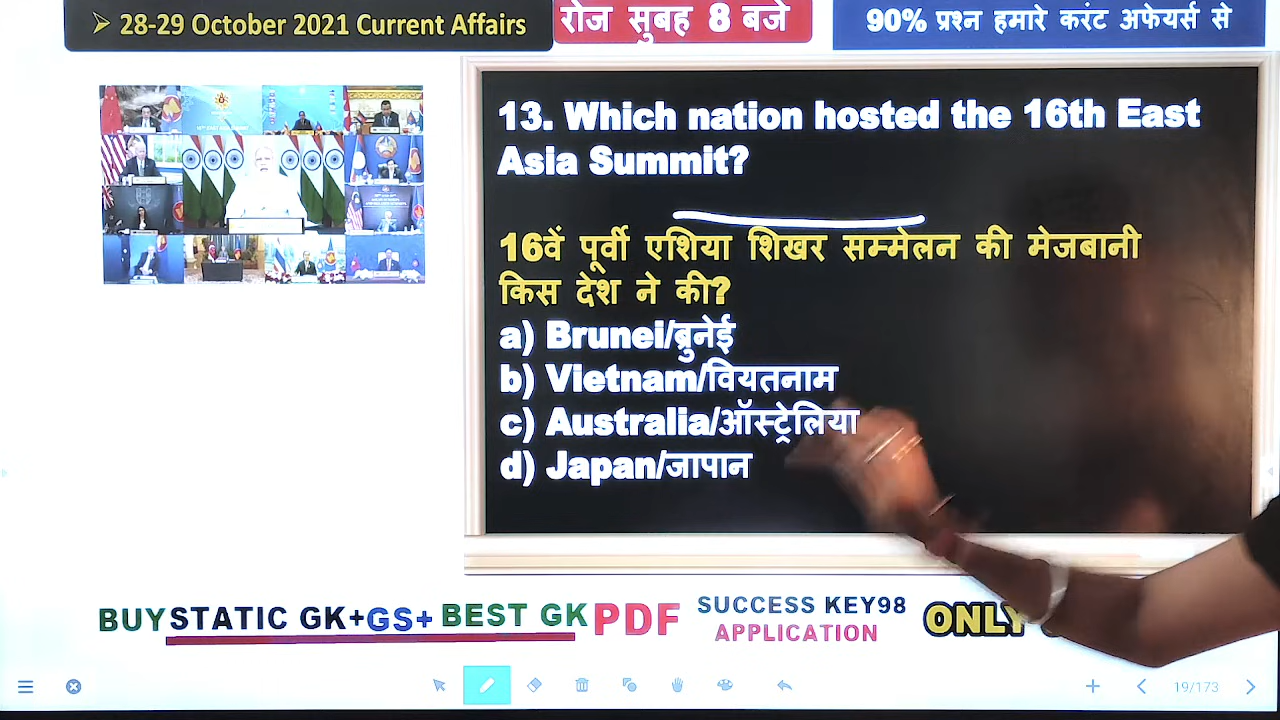 ➤ 28-29 October 2021 Current Affairs
रोज सुबह 8 बजे
90% प्रश्न हमारे करंट अफेयर्स से
13. Which nation hosted the 16th East
Asia Summit?
16वें पूर्वी एशिया शिखर सम्मेलन की मेजबानी
किस देश ने की?
a) Brunei/ब्रुनेई
b) Vietnam/वियतनाम
c) Australia/ऑस्ट्रेलिया
d) Japan/जापान
BUY STATIC GK+GS+ BEST GK PDF
SUCCESS KEY98
APPLICATION
ONLY
19/173